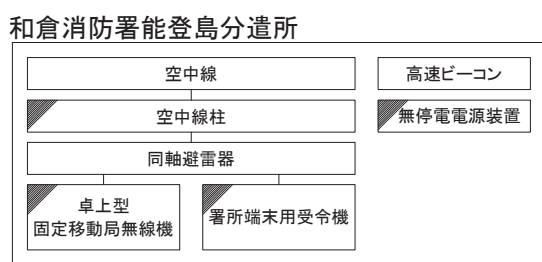 和倉消防署能登島分遣所
空中線
高速ビーコン
空中線柱
無停電電源装置
同軸避雷器
卓上型
固定移動局無線機
署所端末用受令機